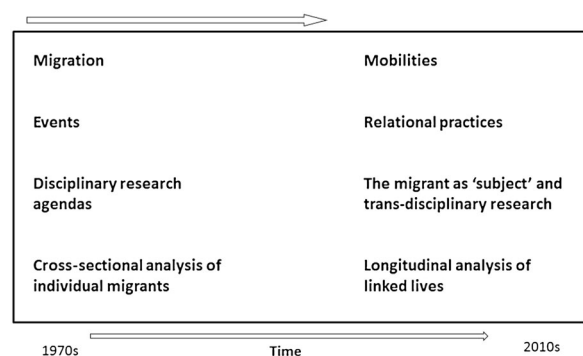 Migration
Mobilities
Events
Relational practices
Disciplinary research
agendas
The migrant as ‘subject’ and
trans-disciplinary research
Cross-sectional analysis of
individual migrants
Longitudinal analysis of
linked lives
1970s
Time
2010s